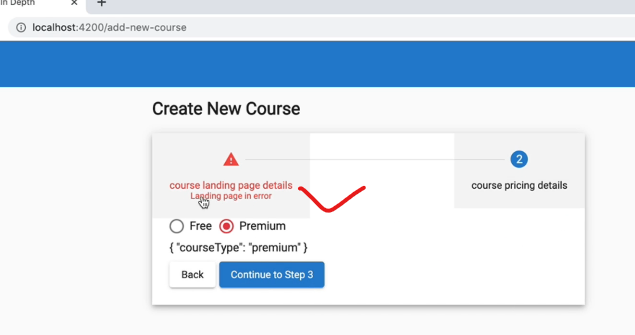 In Depth
localhost:4200/add-new-course
Create New Course
2
course landing page details
Landing page in error
course pricing details
Free Premium
{ "courseType": "premium" }
Back Continue to Step 3